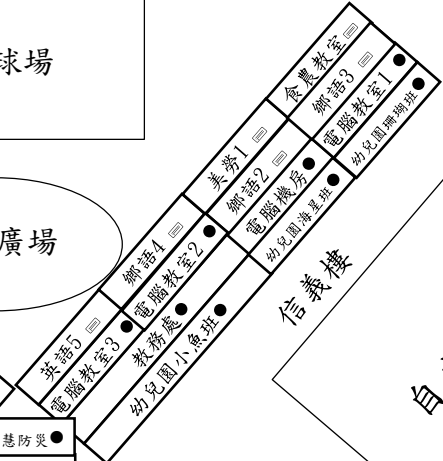 球場
廣場
食農教室
鄉語3
電腦教室1
幼兒園珊瑚班
美勞1
鄉語2
電腦機房
幼兒園海星班
鄉語4
電腦教室2
教務處
幼兒園小魚班
英語5
電腦教室3
信義樓
自
慧防災